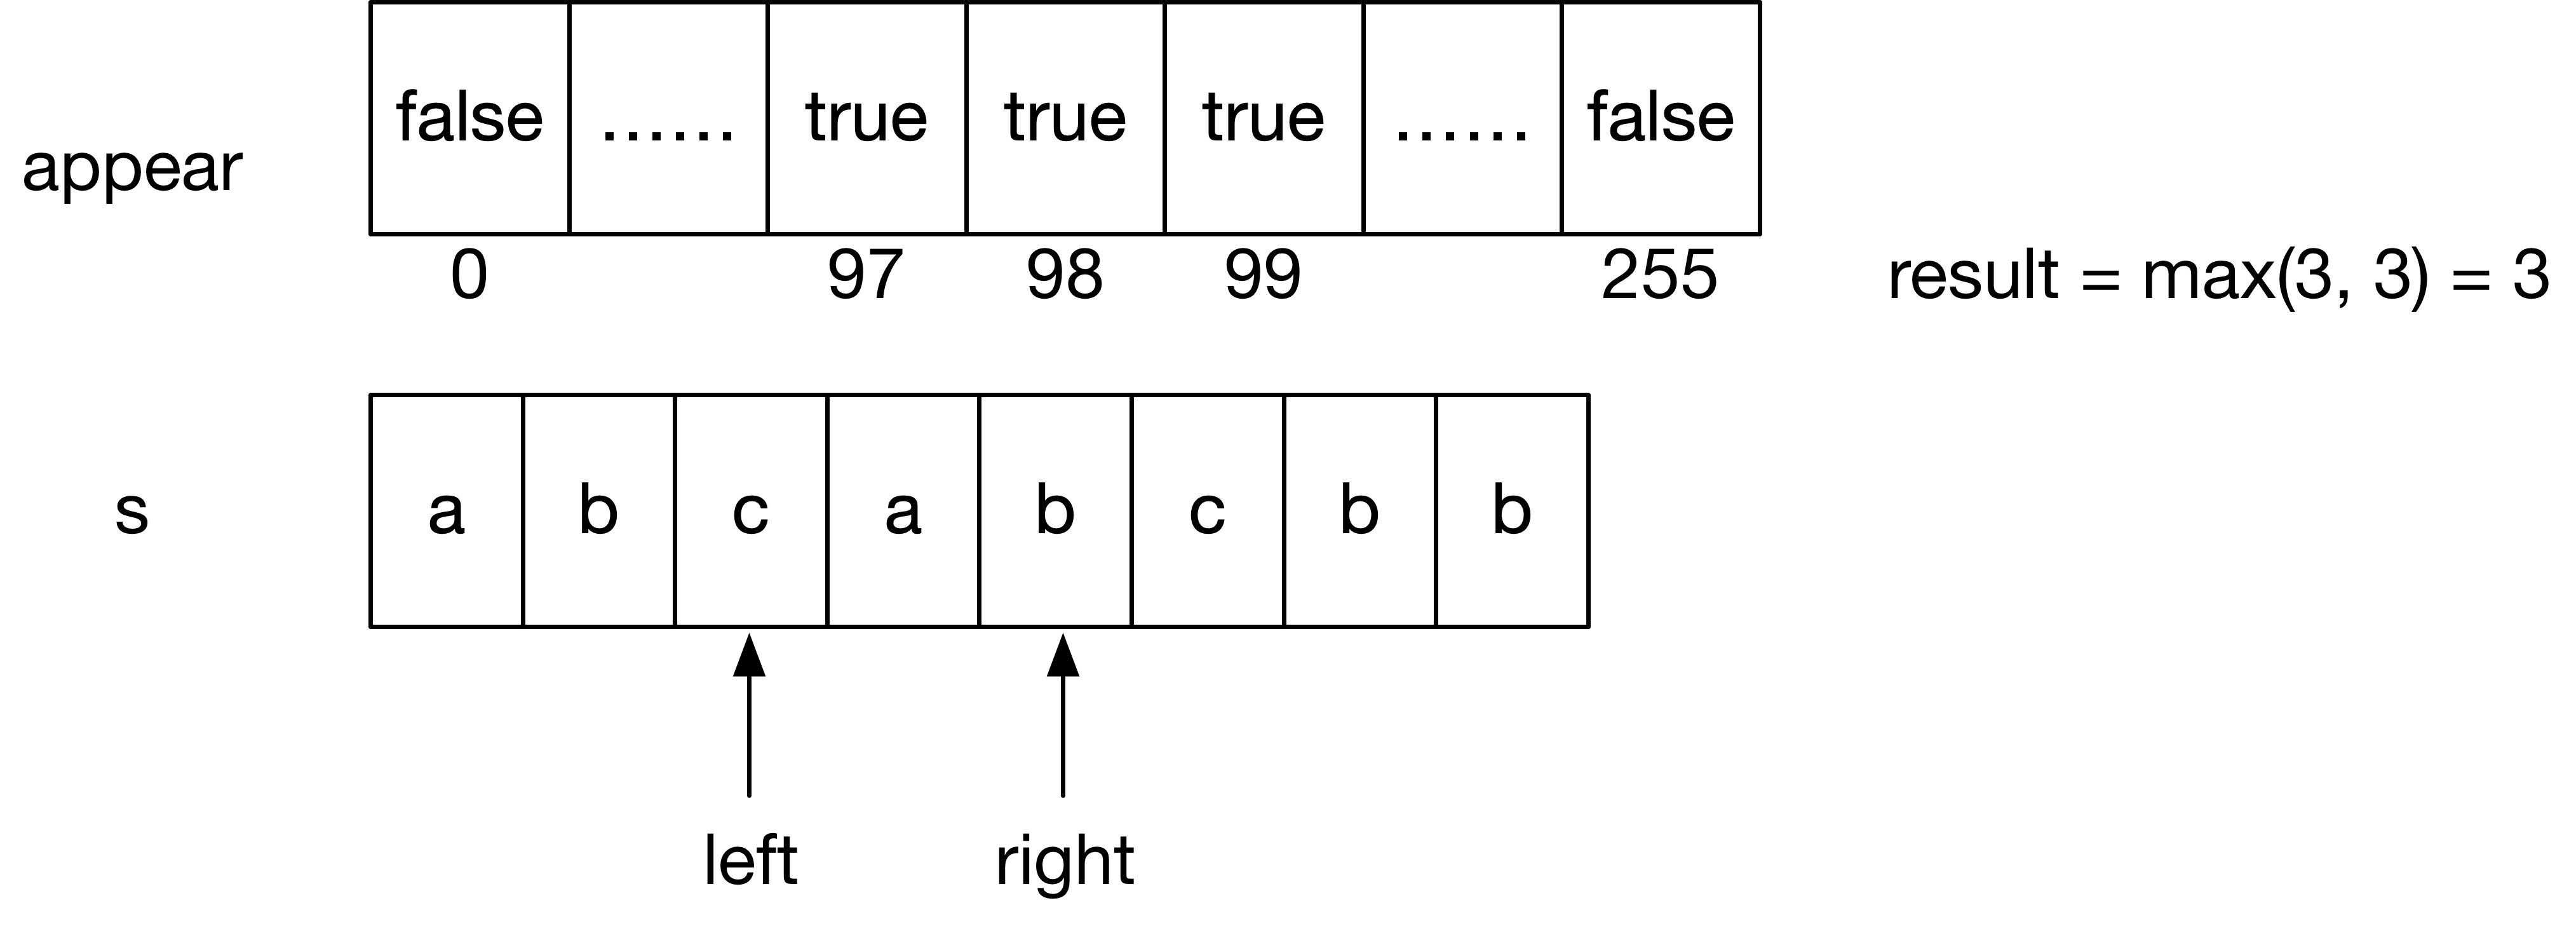 false ...... true true true ...... false
appear
0 97 98 99 255 result = max(3, 3) = 3
s a b c a b c b b
left right